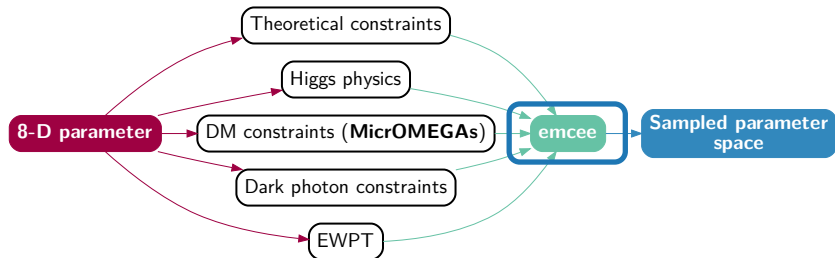 Theoretical constraints
Higgs physics
8-D parameter
DM constraints (MicrOMEGAs)
emcee
Sampled parameter
space
Dark photon constraints
EWPT